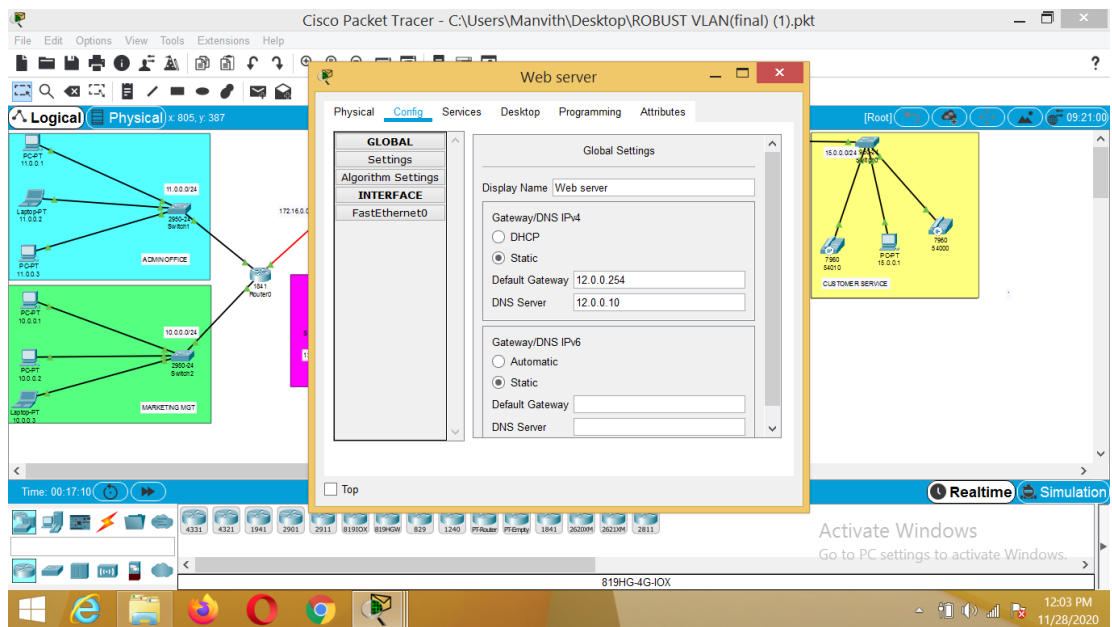 Cisco Packet Tracer - C:\Users\Manvith\Desktop\ROBUST VLAN(final) (1).pkt
File Edit Options View Tools Extensions Help
?
Logical
Physical
x: 805, y: 387
[Root]
09:21:00
PC-PT
11.0.0.1
11.0.0.0/24
Laptop-PT
11.0.0.2
2950-24
Switch1
PC-PT
11.0.0.3
ADMIN OFFICE
172.16.0.
1841
Router0
PC-PT
10.0.0.1
10.0.0.0/24
PC-PT
10.0.0.2
2950-24
Switch2
Laptop-PT
10.0.0.3
MARKETING MGT
Web server
Physical Config Services Desktop Programming Attributes
GLOBAL
Settings
Algorithm Settings
INTERFACE
FastEthernet0
Global Settings
Display Name Web server
Gateway/DNS IPv4
DHCP
Static
Default Gateway 12.0.0.254
DNS Server 12.0.0.10
Gateway/DNS IPv6
Automatic
Static
Default Gateway
DNS Server
Top
15.0.0.0/24
7960
54010
PC-PT
15.0.0.1
7960
54000
CUSTOMER SERVICE
Time: 00:17:10
Realtime
Simulation
4331 4321 1941 2901 2911 819IOX 819HGW 829 1240 PT-Router PT-Empty 1841 2620XM 2621XM 2811
819HG-4G-IOX
Activate Windows
Go to PC settings to activate Windows.
12:03 PM
11/28/2020